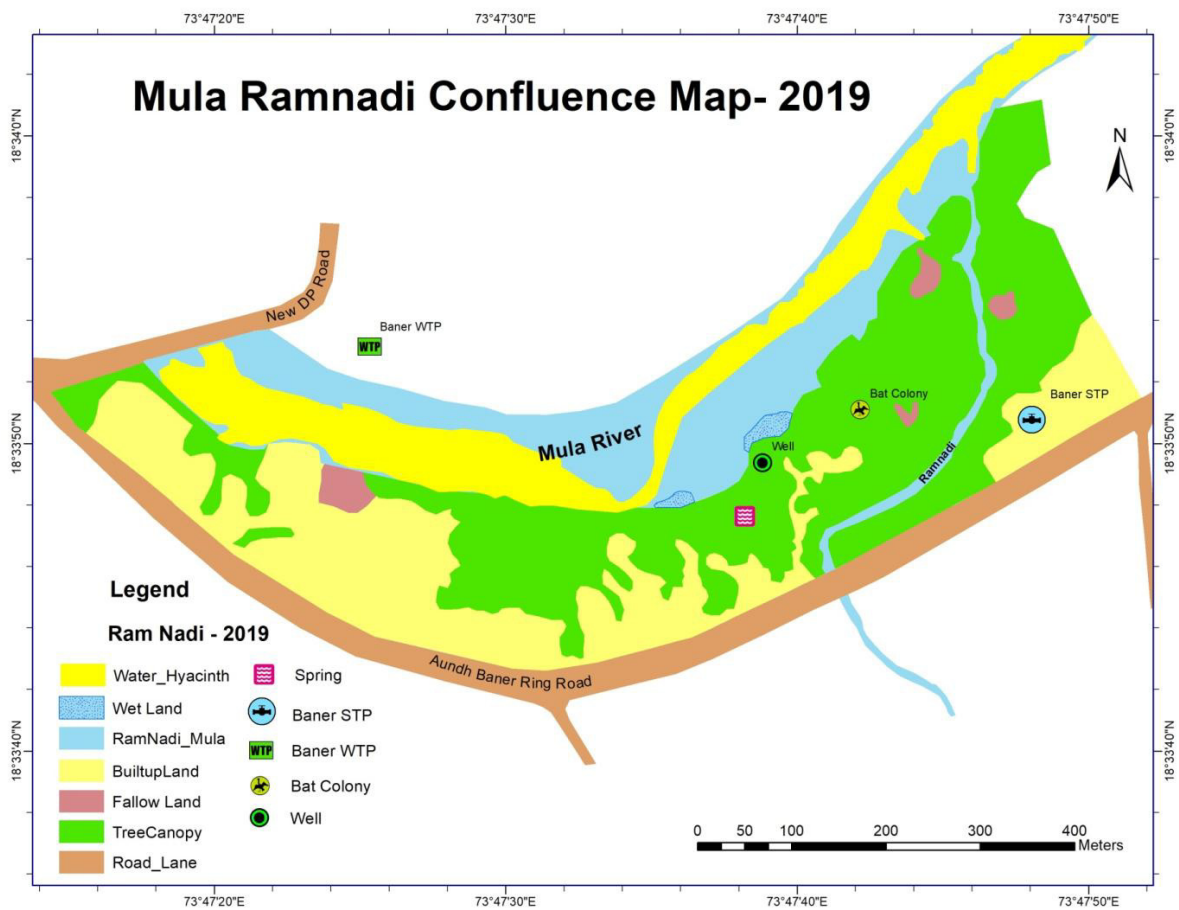 73°47'20"E
73°47'30"E
73°47'40"E
73°47'50"E
Mula Ramnadi Confluence Map- 2019
18°34'0"N
18°34'0"N
N
New DP Road
Baner WTP
WTP
Mula River
Bat Colony
Baner STP
Well
Ramnadi
18°33'50"N
18°33'50"N
Aundh Baner Ring Road
18°33'40"N
18°33'40"N
Legend
Ram Nadi - 2019
Water_Hyacinth
Wet Land
RamNadi_Mula
BuiltupLand
Fallow Land
TreeCanopy
Road_Lane
Spring
Baner STP
WTP
Baner WTP
Bat Colony
Well
0 50 100 200 300 400
Meters
73°47'20"E
73°47'30"E
73°47'40"E
73°47'50"E